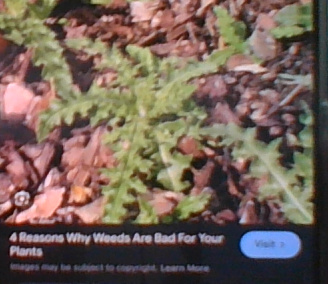 4 Reasons Why Weeds Are Bad For Your
Plants
Visit >
Images may be subject to copyright. Learn More